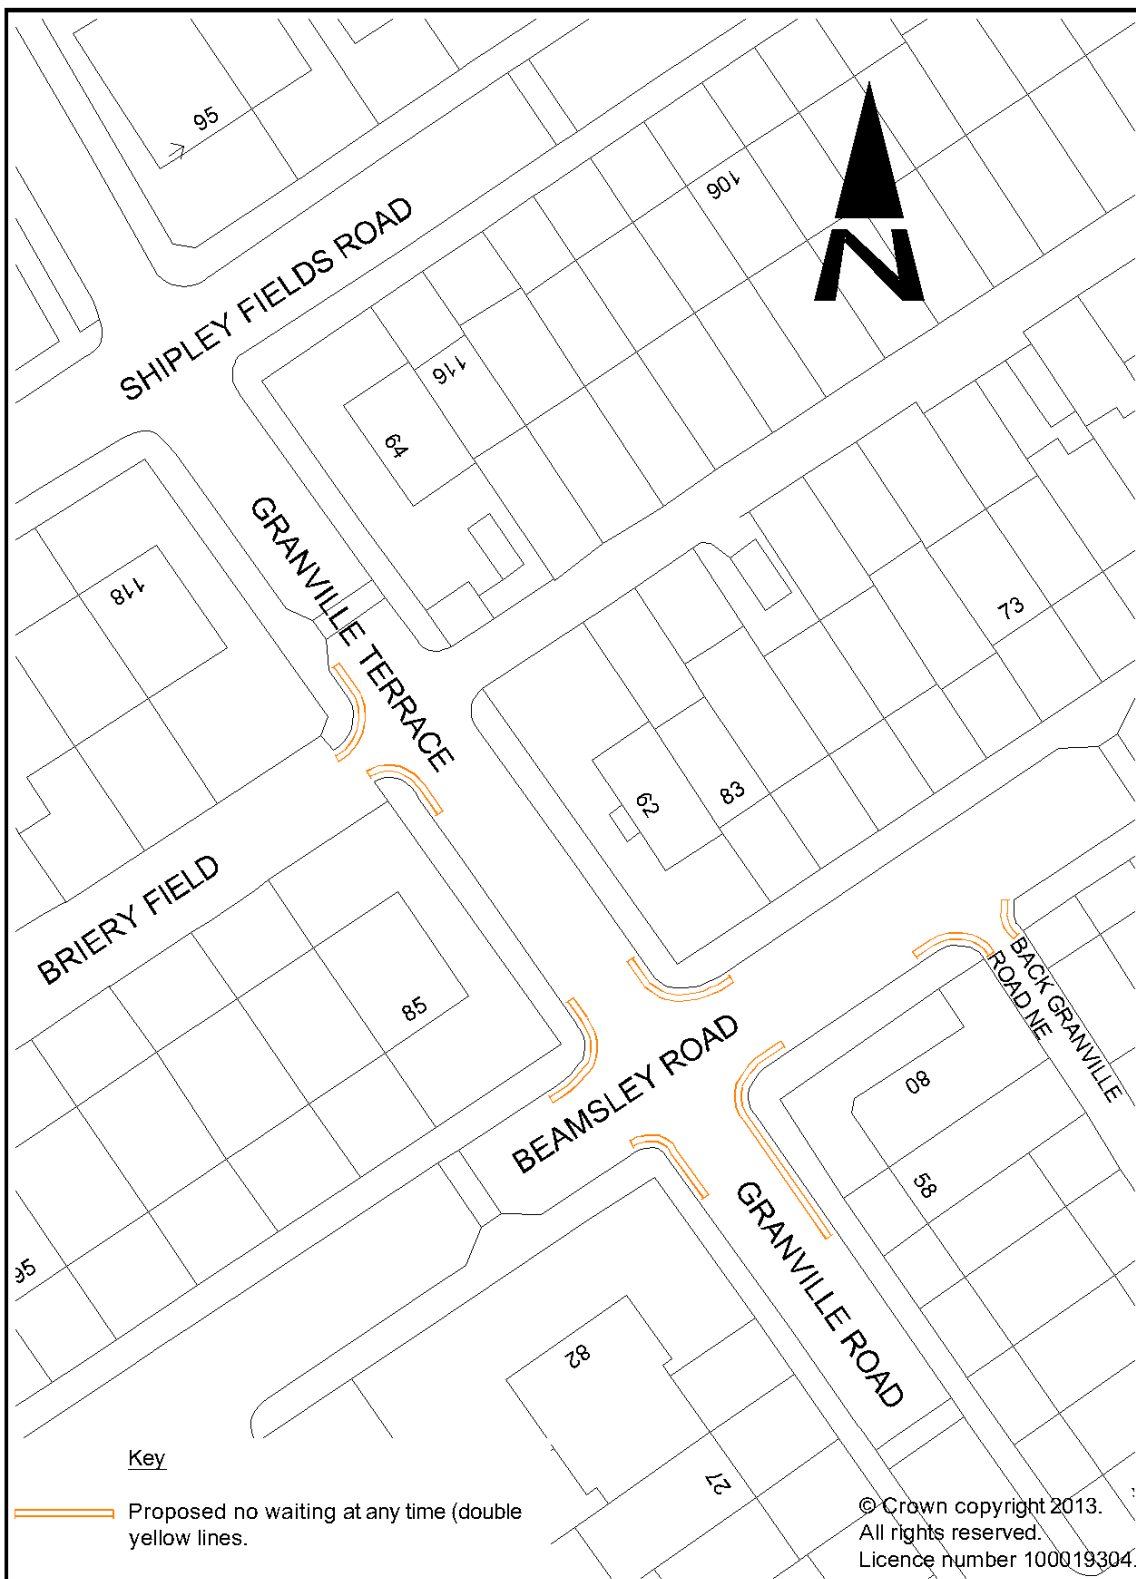 95
SHIPLEY FIELDS ROAD
106
N
116
64
GRANVILLE TERRACE
118
73
62
83
BRIERY FIELD
85
BACK GRANVILLE
ROAD NE
BEAMSLEY ROAD
80
58
GRANVILLE ROAD
95
82
27
Key
Proposed no waiting at any time (double
yellow lines.
© Crown copyright 2013.
All rights reserved.
Licence number 100019304.